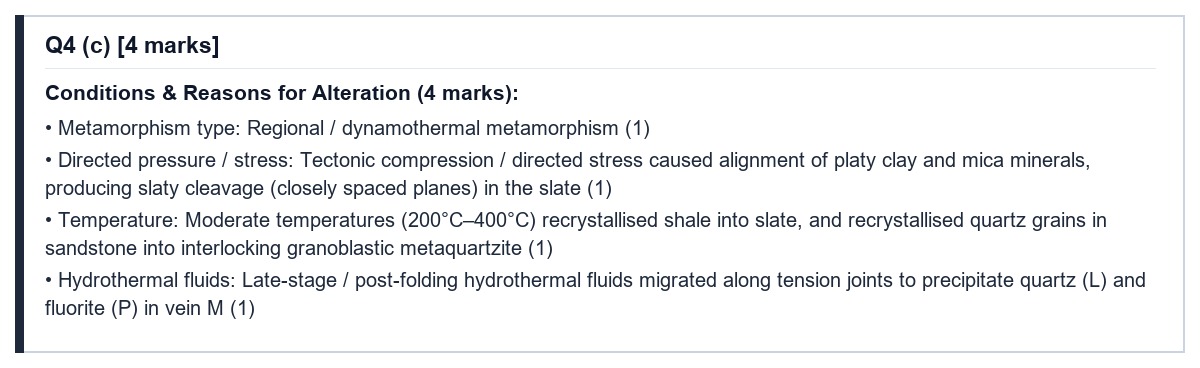 Q4 (c) [4 marks]
Conditions & Reasons for Alteration (4 marks):
• Metamorphism type: Regional / dynamothermal metamorphism (1)
• Directed pressure / stress: Tectonic compression / directed stress caused alignment of platy clay and mica minerals,
producing slaty cleavage (closely spaced planes) in the slate (1)
• Temperature: Moderate temperatures (200°C–400°C) recrystallised shale into slate, and recrystallised quartz grains in
sandstone into interlocking granoblastic metaquartzite (1)
• Hydrothermal fluids: Late-stage / post-folding hydrothermal fluids migrated along tension joints to precipitate quartz (L) and
fluorite (P) in vein M (1)